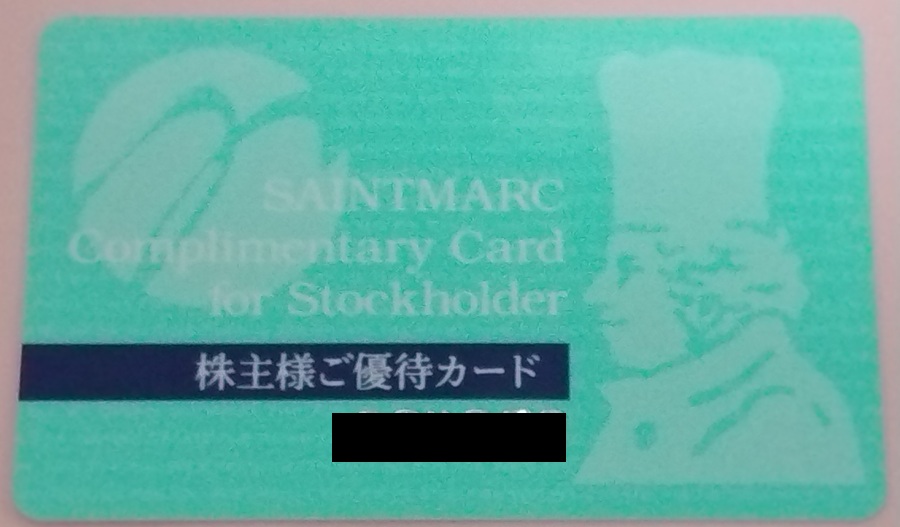 SAINTMARC
Complimentary Card
for Stockholder
株主様ご優待カード